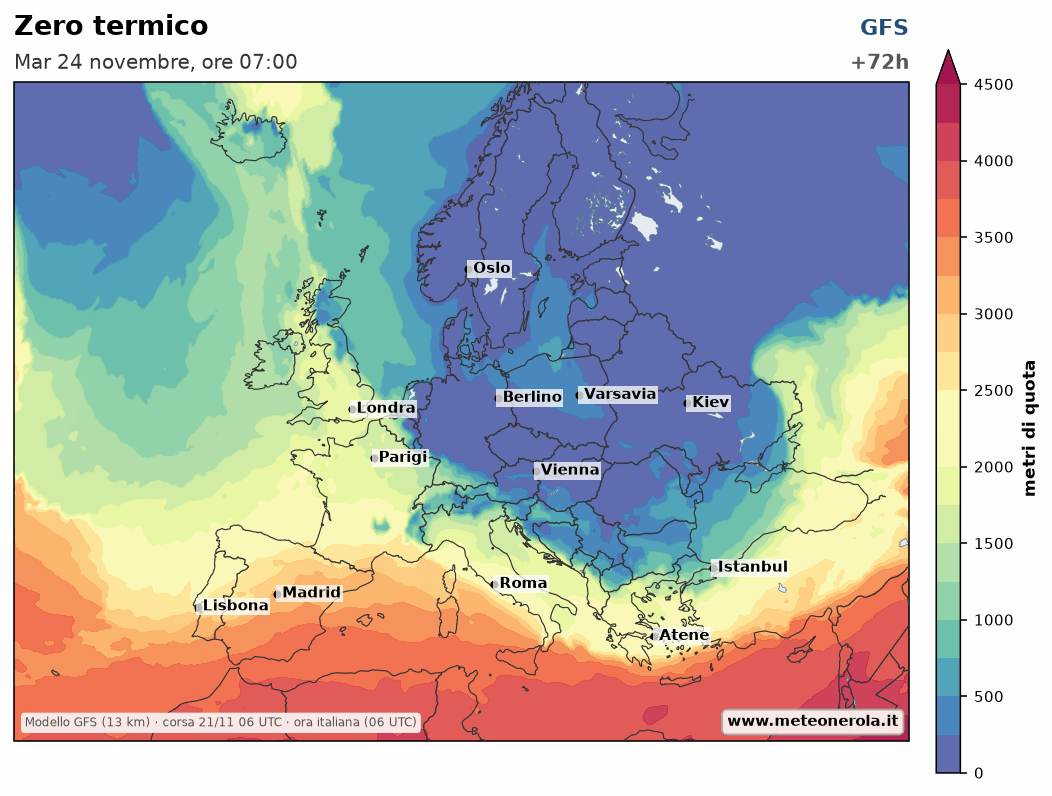 Zero termico
GFS
Mar 24 novembre, ore 07:00
+72h
4500
4000
3500
3000
2500
2000
1500
1000
500
0
metri di quota
Oslo
Berlino
Varsavia
Kiev
Londra
Parigi
Vienna
Istanbul
Roma
Madrid
Lisbona
Atene
Modello GFS (13 km) · corsa 21/11 06 UTC · ora italiana (06 UTC)
www.meteonerola.it